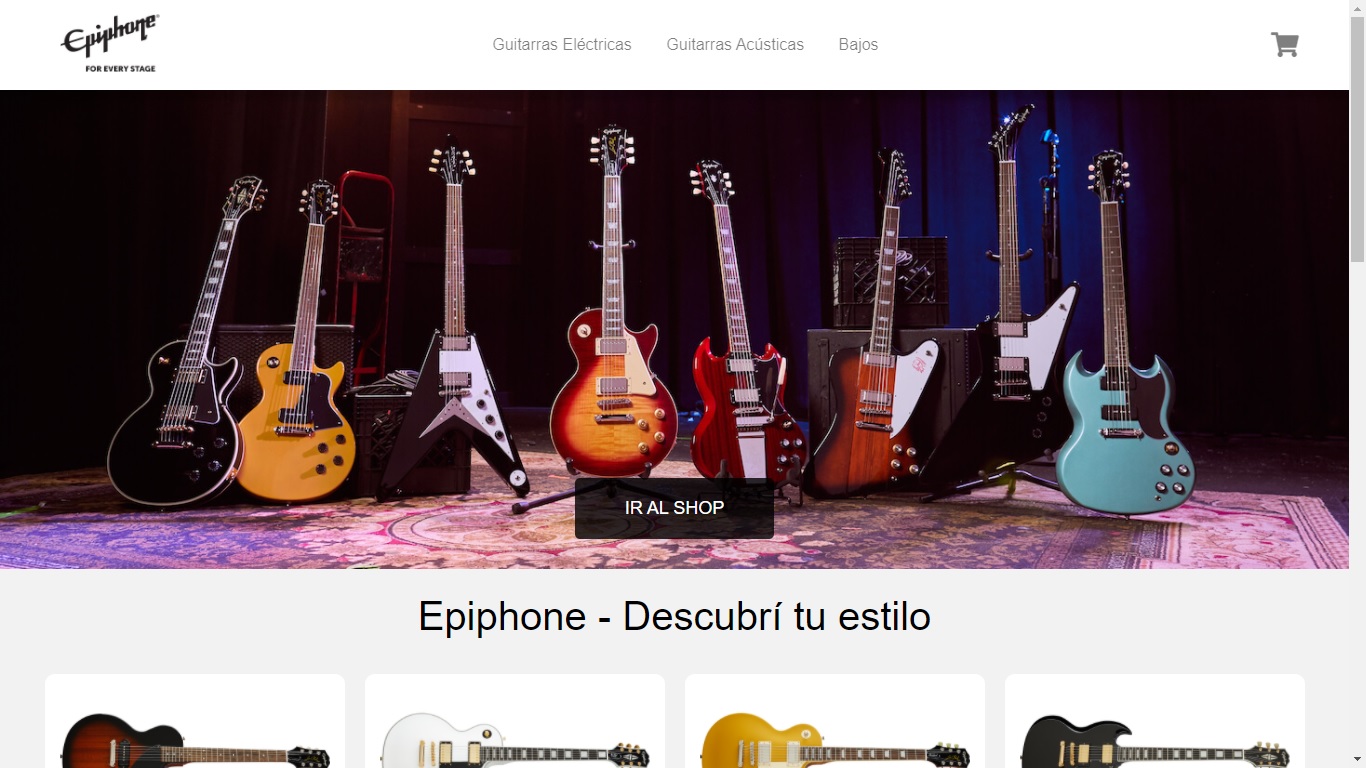 Epiphone
FOR EVERY STAGE
Guitarras Eléctricas
Guitarras Acústicas
Bajos
IR AL SHOP
Epiphone - Descubrí tu estilo